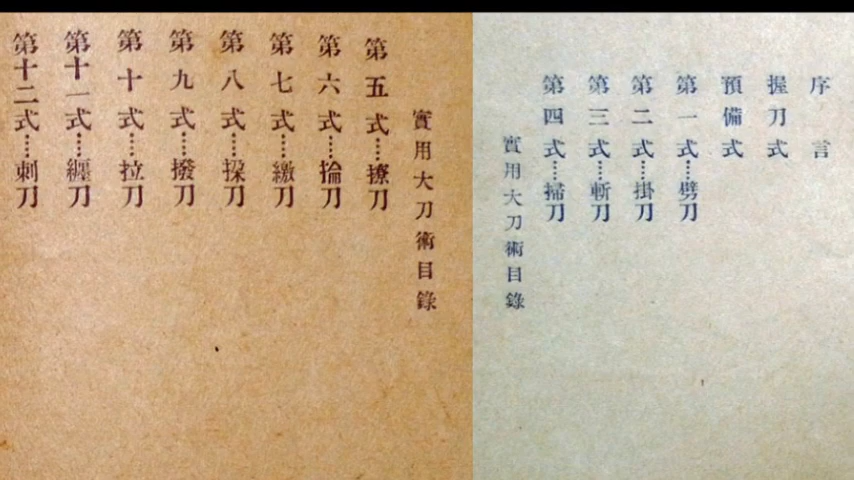 序言
握刀式
預備式
第一式……劈刀
第二式……掛刀
第三式……斬刀
第四式……掃刀
實用大刀術目錄
實用大刀術目錄
第五式……撩刀
第六式……掄刀
第七式……繳刀
第八式……探刀
第九式……撥刀
第十式……拉刀
第十一式……纏刀
第十二式……刺刀